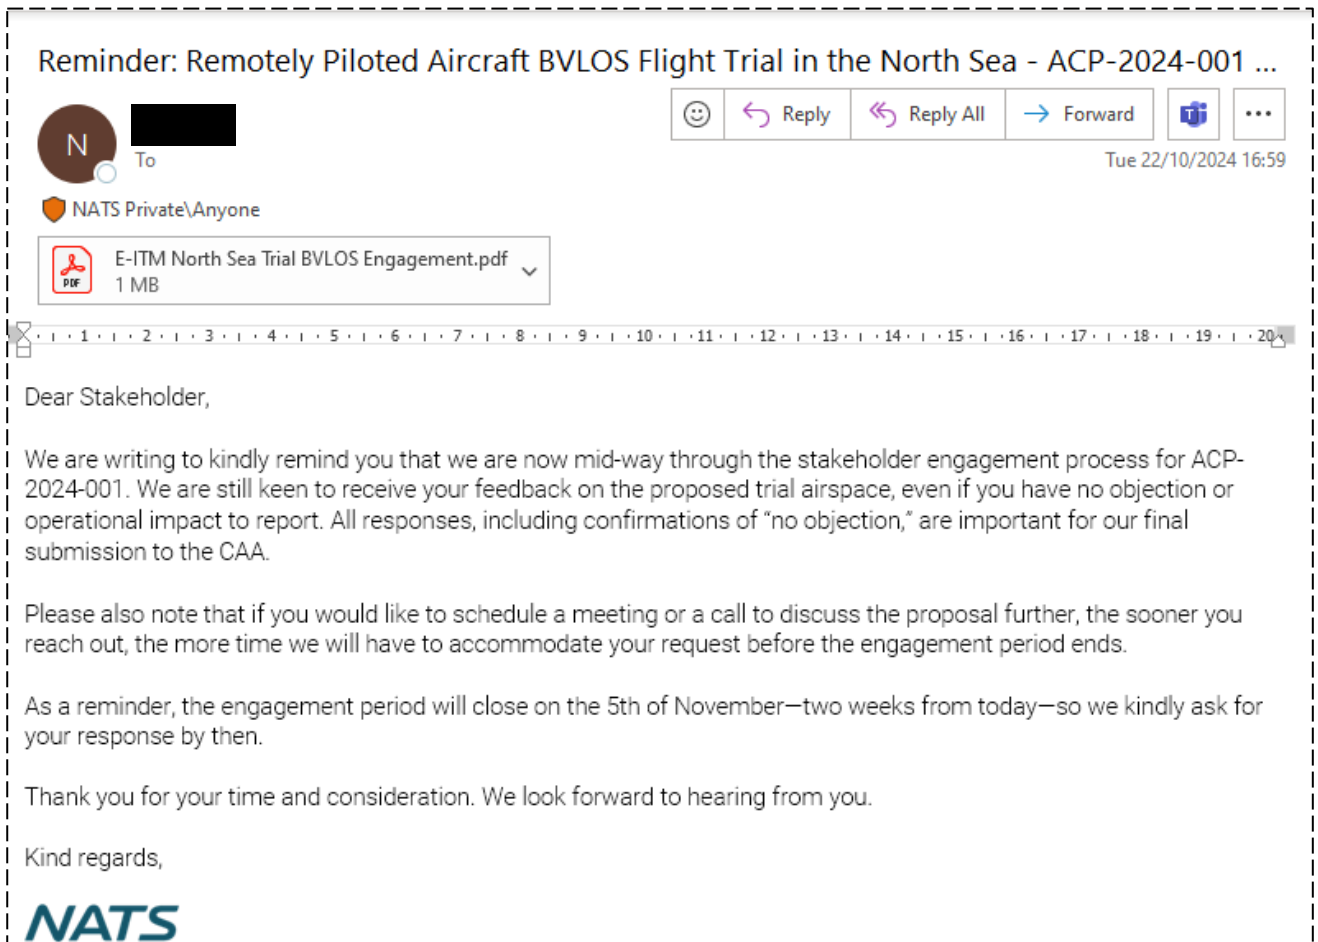 Reminder: Remotely Piloted Aircraft BVLOS Flight Trial in the North Sea - ACP-2024-001 ...
N
Reply
Reply All
Forward
To
Tue 22/10/2024 16:59
NATS Private\Anyone
PDF
E-ITM North Sea Trial BVLOS Engagement.pdf
1 MB
1 2 3 4 5 6 7 8 9 10 11 12 13 14 15 16 17 18 19 20
Dear Stakeholder,
We are writing to kindly remind you that we are now mid-way through the stakeholder engagement process for ACP-
2024-001. We are still keen to receive your feedback on the proposed trial airspace, even if you have no objection or
operational impact to report. All responses, including confirmations of “no objection,” are important for our final
submission to the CAA.
Please also note that if you would like to schedule a meeting or a call to discuss the proposal further, the sooner you
reach out, the more time we will have to accommodate your request before the engagement period ends.
As a reminder, the engagement period will close on the 5th of November—two weeks from today—so we kindly ask for
your response by then.
Thank you for your time and consideration. We look forward to hearing from you.
Kind regards,
NATS